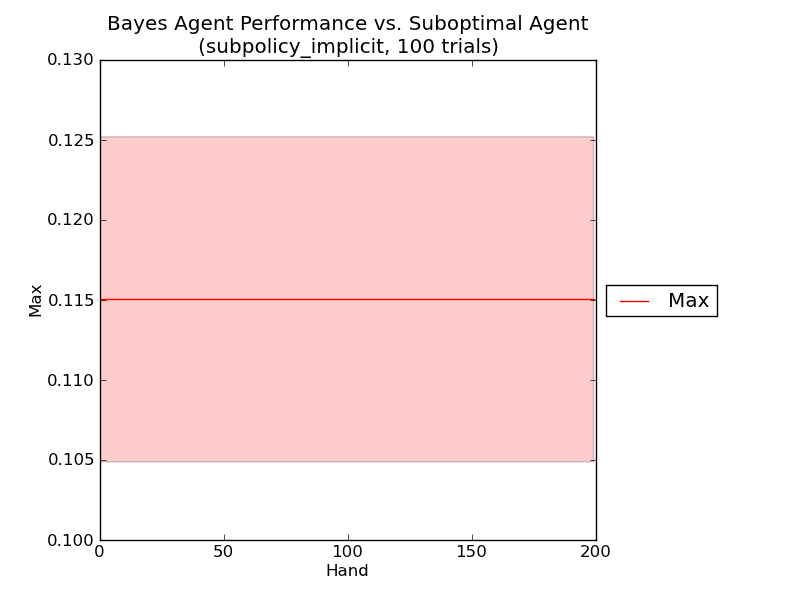 Bayes Agent Performance vs. Suboptimal Agent
(subpolicy_implicit, 100 trials)
0.130
0.125
0.120
0.115
0.110
0.105
0.100
Max
0
50
100
150
200
Hand
Max